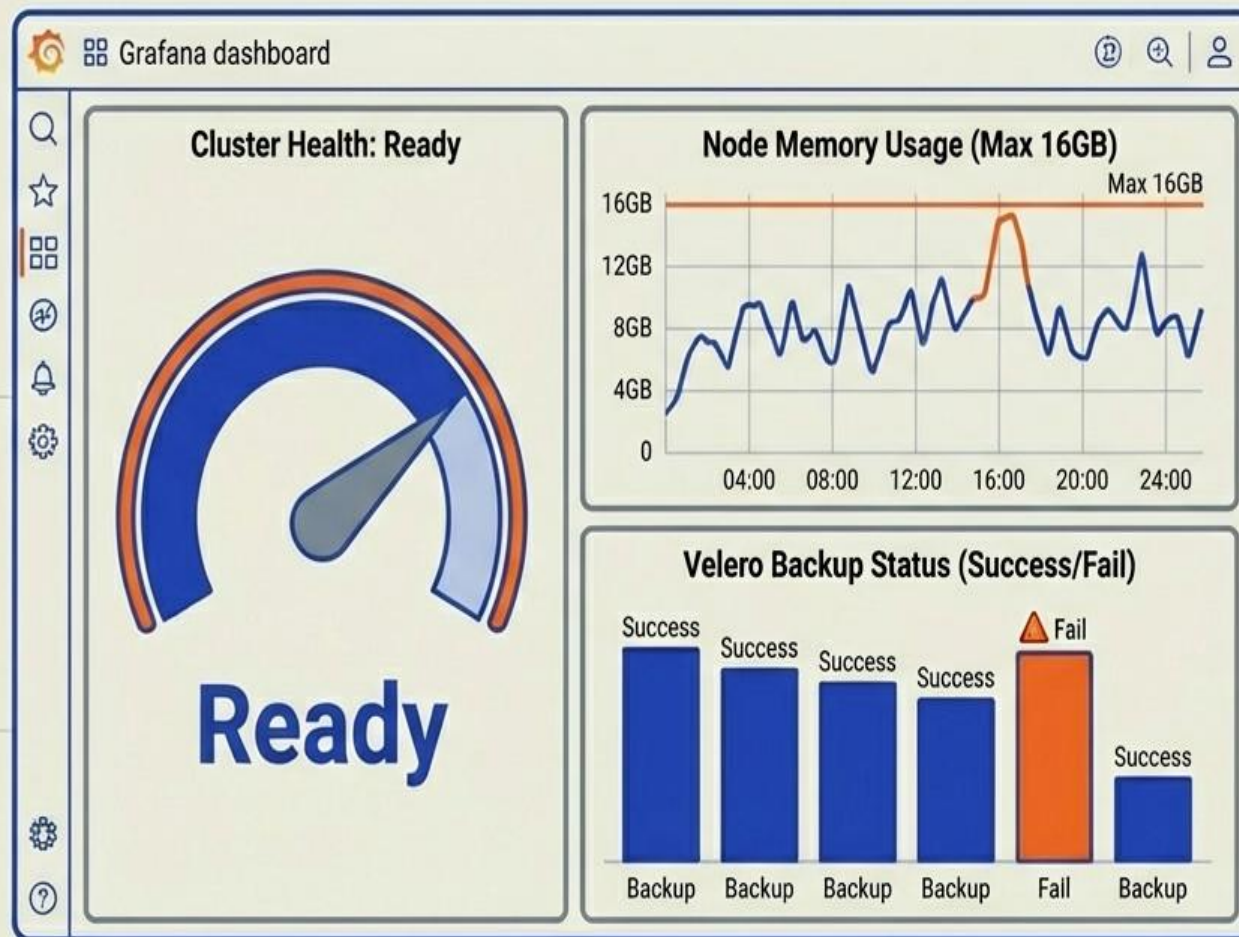 Grafana dashboard
Cluster Health: Ready
Ready
Node Memory Usage (Max 16GB)
Max 16GB
16GB
12GB
8GB
4GB
0
04:00 08:00 12:00 16:00 20:00 24:00
Velero Backup Status (Success/Fail)
Success
Success
Success
Success
Fail
Success
Backup Backup Backup Backup Fail Backup
?